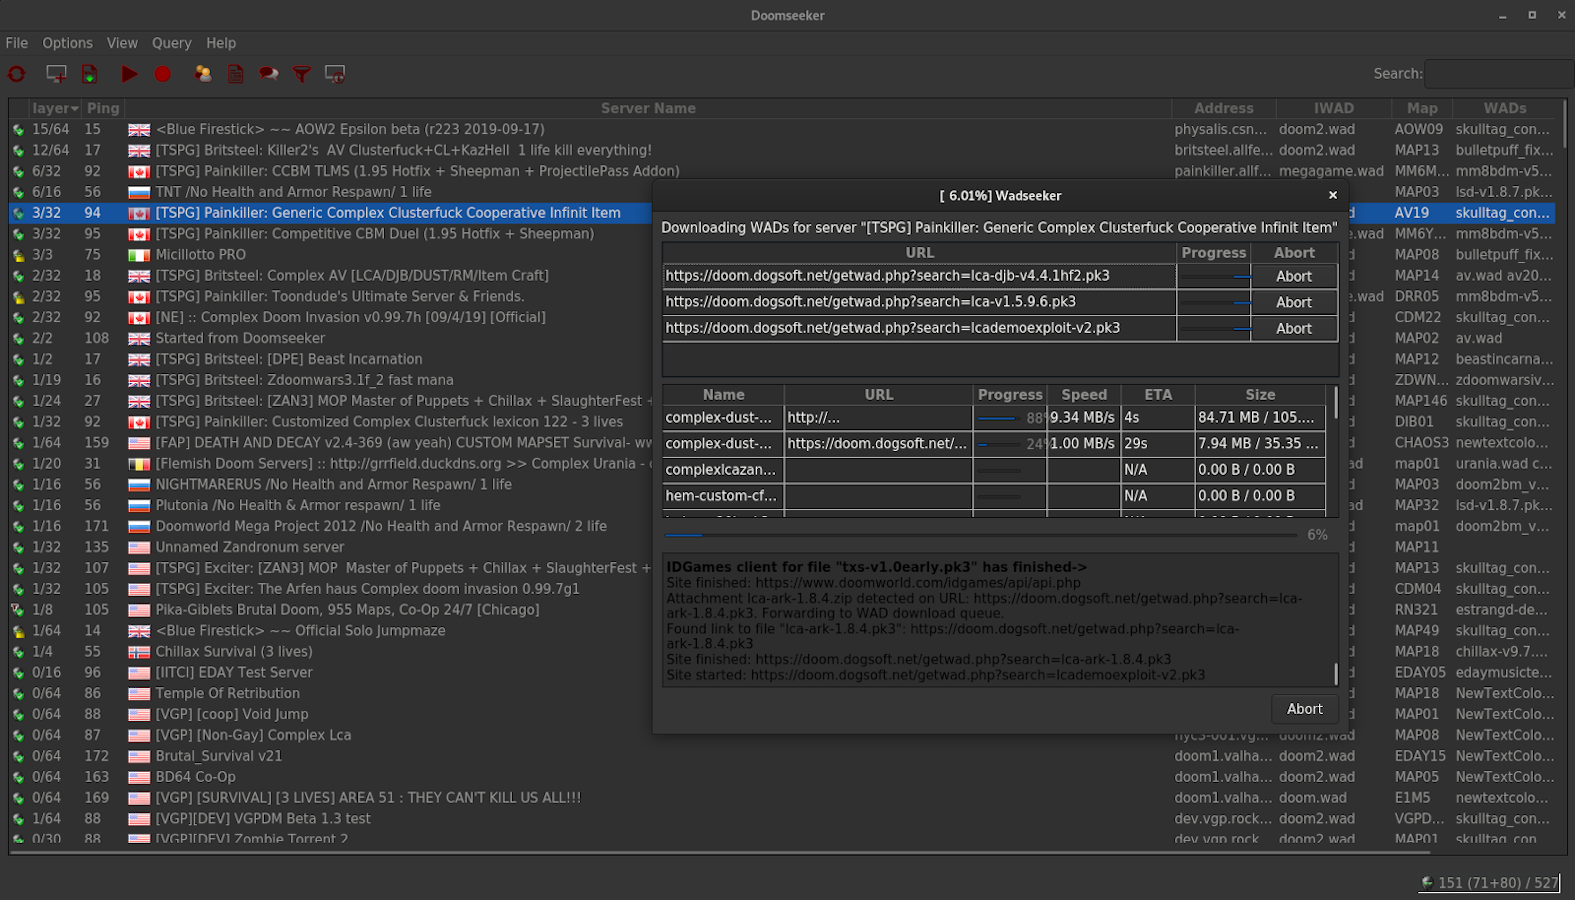 Doomseeker
File Options View Query Help
Search:
layer Ping Server Name Address IWAD Map WADs
15/64 15 <Blue Firestick> ~~ AOW2 Epsilon beta (r223 2019-09-17) physalis.csn... doom2.wad AOW09 skulltag_con...
12/64 17 [TSPG] Britsteel: Killer2's AV Clusterfuck+CL+KazHell 1 life kill everything! britsteel.allfe... doom2.wad MAP13 bulletpuff_fix...
6/32 92 [TSPG] Painkiller: CCBM TLMS (1.95 Hotfix + Sheepman + ProjectilePass Addon) painkiller.allf... megagame.wad MM6M... mm8bdm-v5...
6/16 56 TNT /No Health and Armor Respawn/ 1 life MAP03 lsd-v1.8.7.pk...
3/32 94 [TSPG] Painkiller: Generic Complex Clusterfuck Cooperative Infinit Item d AV19 skulltag_con...
3/32 95 [TSPG] Painkiller: Competitive CBM Duel (1.95 Hotfix + Sheepman) e.wad MM6Y... mm8bdm-v5...
3/3 75 Micillotto PRO d MAP08 bulletpuff_fix...
2/32 18 [TSPG] Britsteel: Complex AV [LCA/DJB/DUST/RM/Item Craft] d MAP14 av.wad av20...
2/32 95 [TSPG] Painkiller: Toondude's Ultimate Server & Friends. e.wad DRR05 mm8bdm-v5...
2/32 92 [NE] :: Complex Doom Invasion v0.99.7h [09/4/19] [Official] d CDM22 skulltag_con...
2/2 108 Started from Doomseeker d MAP02 av.wad
1/2 17 [TSPG] Britsteel: [DPE] Beast Incarnation d MAP12 beastincarna...
1/19 16 [TSPG] Britsteel: Zdoomwars3.1f_2 fast mana d ZDWN... zdoomwarsiv...
1/24 27 [TSPG] Britsteel: [ZAN3] MOP Master of Puppets + Chillax + SlaughterFest + d MAP146 skulltag_con...
1/32 92 [TSPG] Painkiller: Customized Complex Clusterfuck lexicon 122 - 3 lives d DIB01 skulltag_con...
1/64 159 [FAP] DEATH AND DECAY v2.4-369 (aw yeah) CUSTOM MAPSET Survival- ww d CHAOS3 newtextcolo...
1/20 31 [Flemish Doom Servers] :: http://grrfield.duckdns.org >> Complex Urania - ad map01 urania.wad c...
1/16 56 NIGHTMARERUS /No Health and Armor Respawn/ 1 life d MAP03 doom2bm_v...
1/16 56 Plutonia /No Health & Armor respawn/ 1 life ad MAP32 lsd-v1.8.7.pk...
1/16 171 Doomworld Mega Project 2012 /No Health and Armor Respawn/ 2 life d map01 doom2bm_v...
1/32 135 Unnamed Zandronum server d MAP11
1/32 107 [TSPG] Exciter: [ZAN3] MOP Master of Puppets + Chillax + SlaughterFest + d MAP13 skulltag_con...
1/32 105 [TSPG] Exciter: The Arfen haus Complex doom invasion 0.99.7g1 d CDM04 skulltag_con...
1/8 105 Pika-Giblets Brutal Doom, 955 Maps, Co-Op 24/7 [Chicago] d RN321 estrangd-de...
1/64 14 <Blue Firestick> ~~ Official Solo Jumpmaze d MAP49 skulltag_con...
1/4 55 Chillax Survival (3 lives) d MAP18 chillax-v9.7....
0/16 96 [IITCI] EDAY Test Server d EDAY05 edaymusicte...
0/64 86 Temple Of Retribution d MAP18 NewTextColo...
0/64 88 [VGP] [coop] Void Jump d MAP01 NewTextColo...
0/64 87 [VGP] [Non-Gay] Complex Lca nyc3-001.vg... doom2.wad MAP08 NewTextColo...
0/64 172 Brutal_Survival v21 doom1.valha... doom2.wad EDAY15 NewTextColo...
0/64 163 BD64 Co-Op doom1.valha... doom2.wad MAP05 NewTextColo...
0/64 169 [VGP] [SURVIVAL] [3 LIVES] AREA 51 : THEY CAN'T KILL US ALL!!! doom1.valha... doom.wad E1M5 newtextcolo...
1/64 88 [VGP][DEV] VGPDM Beta 1.3 test dev.vgp.rock... doom2.wad VGPD... skulltag_con...
0/30 88 [VGP][DEV] Zombie Torrent 2 dev.vgp.rock... doom2.wad MAP01 skulltag_con...
151 (71+80) / 527
[ 6.01%] Wadseeker
Downloading WADs for server "[TSPG] Painkiller: Generic Complex Clusterfuck Cooperative Infinit Item"
URL Progress Abort
https://doom.dogsoft.net/getwad.php?search=lca-djb-v4.4.1hf2.pk3 Abort
https://doom.dogsoft.net/getwad.php?search=lca-v1.5.9.6.pk3 Abort
https://doom.dogsoft.net/getwad.php?search=lcademoexploit-v2.pk3 Abort
Name URL Progress Speed ETA Size
complex-dust-... http://... 88% 9.34 MB/s 4s 84.71 MB / 105....
complex-dust-... https://doom.dogsoft.net/... 24% 1.00 MB/s 29s 7.94 MB / 35.35 ...
complexlcazan... N/A 0.00 B / 0.00 B
hem-custom-cf... N/A 0.00 B / 0.00 B
6%
IDGames client for file "txs-v1.0early.pk3" has finished->
Site finished: https://www.doomworld.com/idgames/api/api.php
Attachment lca-ark-1.8.4.zip detected on URL: https://doom.dogsoft.net/getwad.php?search=lca-
ark-1.8.4.pk3. Forwarding to WAD download queue.
Found link to file "lca-ark-1.8.4.pk3": https://doom.dogsoft.net/getwad.php?search=lca-
ark-1.8.4.pk3
Site finished: https://doom.dogsoft.net/getwad.php?search=lca-ark-1.8.4.pk3
Site started: https://doom.dogsoft.net/getwad.php?search=lcademoexploit-v2.pk3
Abort